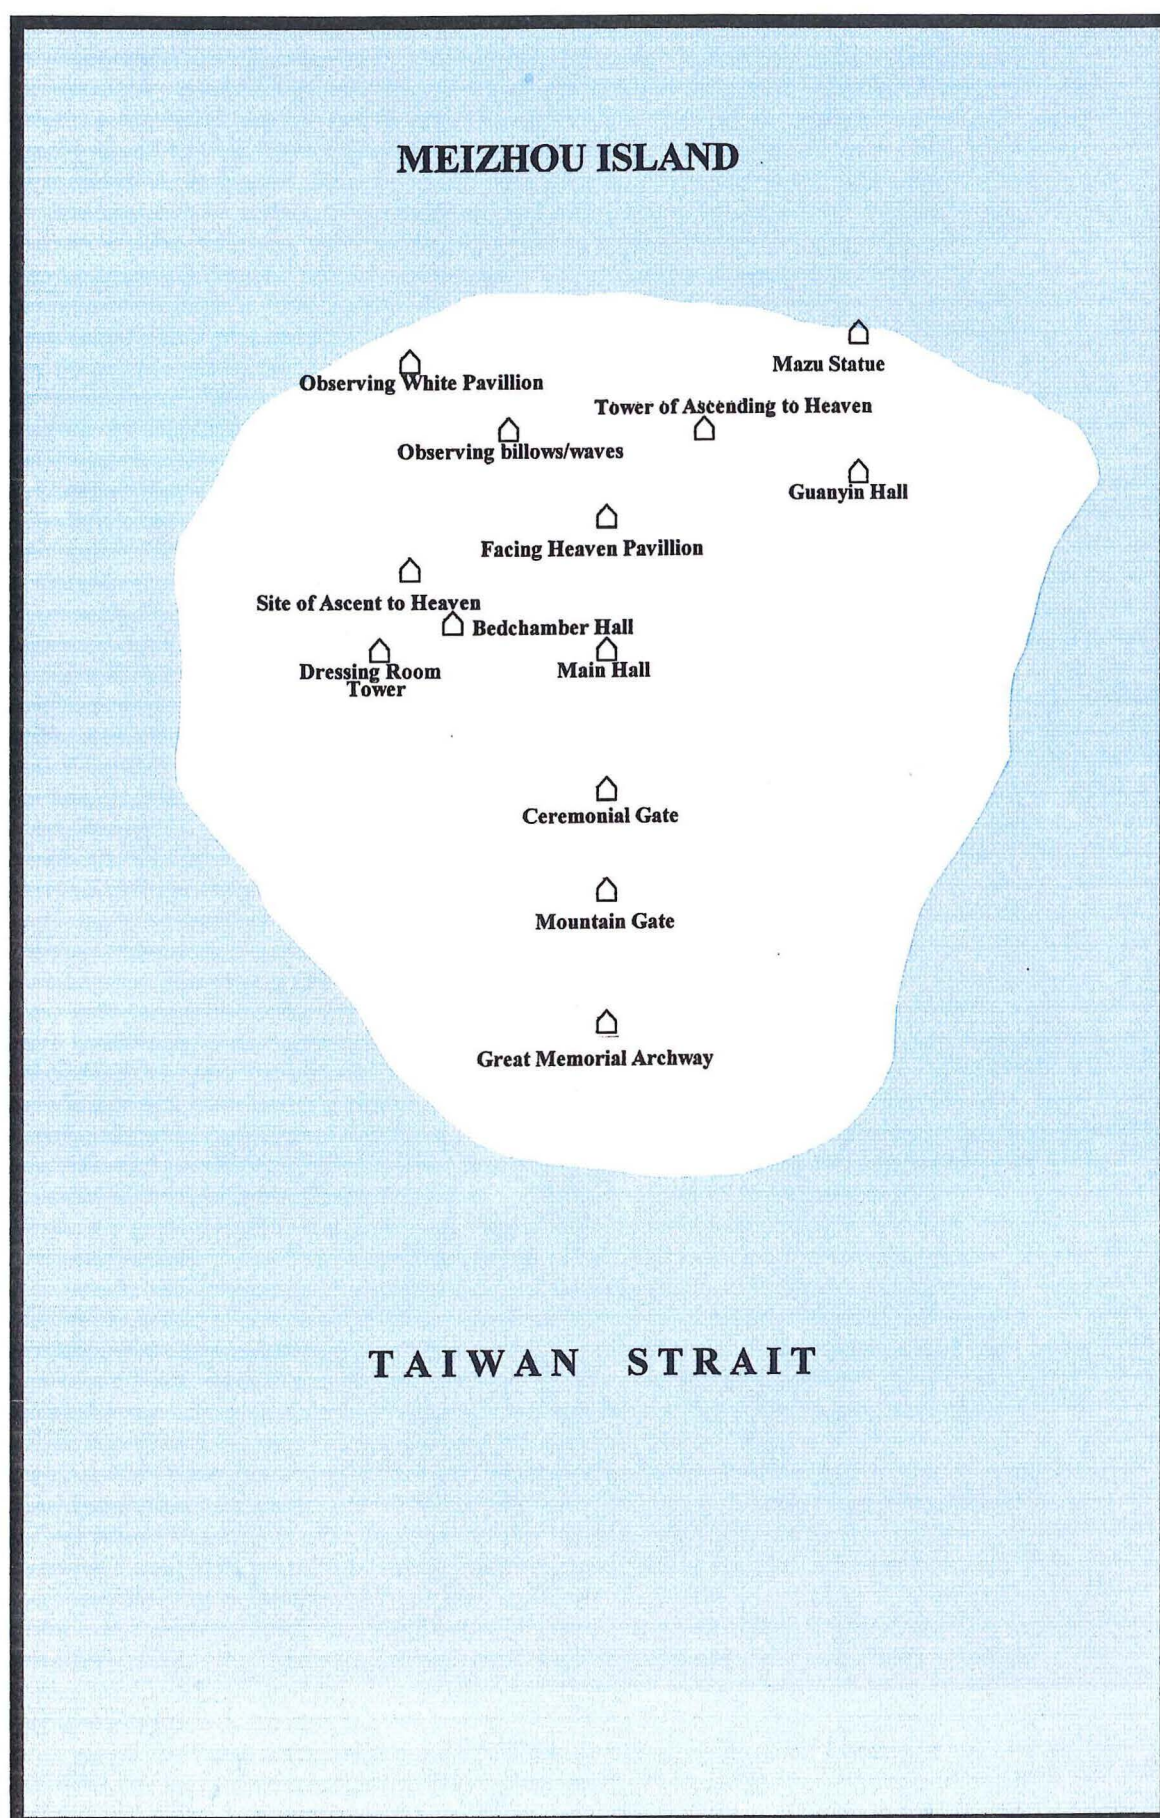 MEIZHOU ISLAND
Mazu Statue
Observing White Pavillion
Tower of Ascending to Heaven
Observing billows/waves
Guanyin Hall
Facing Heaven Pavillion
Site of Ascent to Heaven
Bedchamber Hall
Dressing Room
Tower
Main Hall
Ceremonial Gate
Mountain Gate
Great Memorial Archway
TAIWAN STRAIT